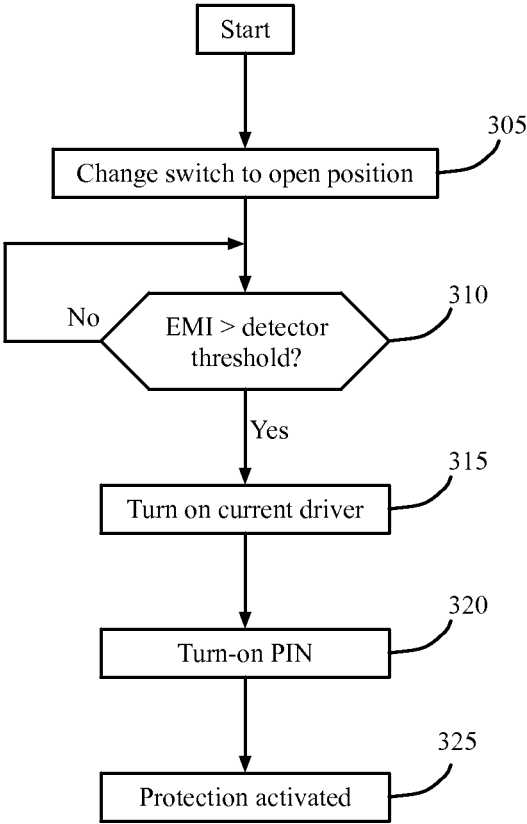 Start
305
Change switch to open position
310
No
EMI > detector
threshold?
Yes
315
Turn on current driver
320
Turn-on PIN
325
Protection activated